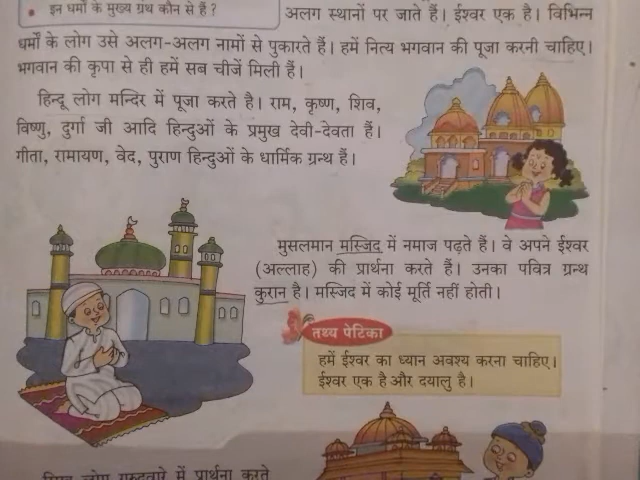 • इन धर्मों के मुख्य ग्रंथ कौन से हैं?
अलग स्थानों पर जाते हैं। ईश्वर एक है। विभिन्न
धर्मों के लोग उसे अलग-अलग नामों से पुकारते हैं। हमें नित्य भगवान की पूजा करनी चाहिए।
भगवान की कृपा से ही हमें सब चीजें मिली हैं।
हिन्दू लोग मन्दिर में पूजा करते है। राम, कृष्ण, शिव,
विष्णु, दुर्गा जी आदि हिन्दुओं के प्रमुख देवी-देवता हैं।
गीता, रामायण, वेद, पुराण हिन्दुओं के धार्मिक ग्रन्थ हैं।
मुसलमान मस्जिद में नमाज पढ़ते हैं। वे अपने ईश्वर
(अल्लाह) की प्रार्थना करते हैं। उनका पवित्र ग्रन्थ
कुरान है। मस्जिद में कोई मूर्ति नहीं होती।
तथ्य पेटिका
हमें ईश्वर का ध्यान अवश्य करना चाहिए।
ईश्वर एक है और दयालु है।
लोग गुरुद्वारे में प्रार्थना करते